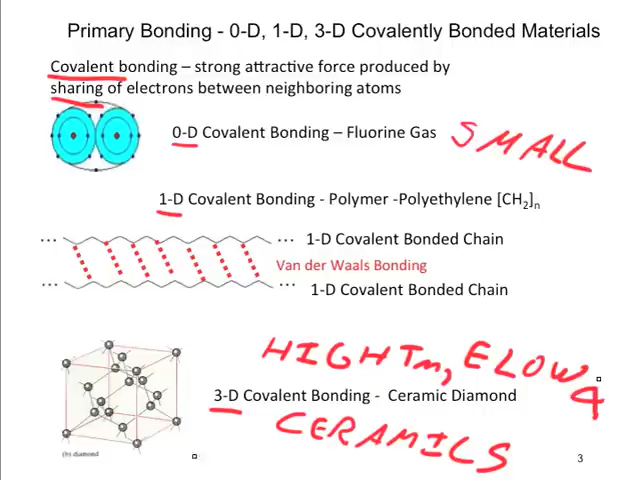 Primary Bonding - 0-D, 1-D, 3-D Covalently Bonded Materials
Covalent bonding – strong attractive force produced by
sharing of electrons between neighboring atoms
0-D Covalent Bonding – Fluorine Gas
SMALL
1-D Covalent Bonding - Polymer -Polyethylene [CH2]n
... ... 1-D Covalent Bonded Chain
Van der Waals Bonding
... ... 1-D Covalent Bonded Chain
HIGH Tm, E LOW
3-D Covalent Bonding - Ceramic Diamond
CERAMICS
(b) diamond
3